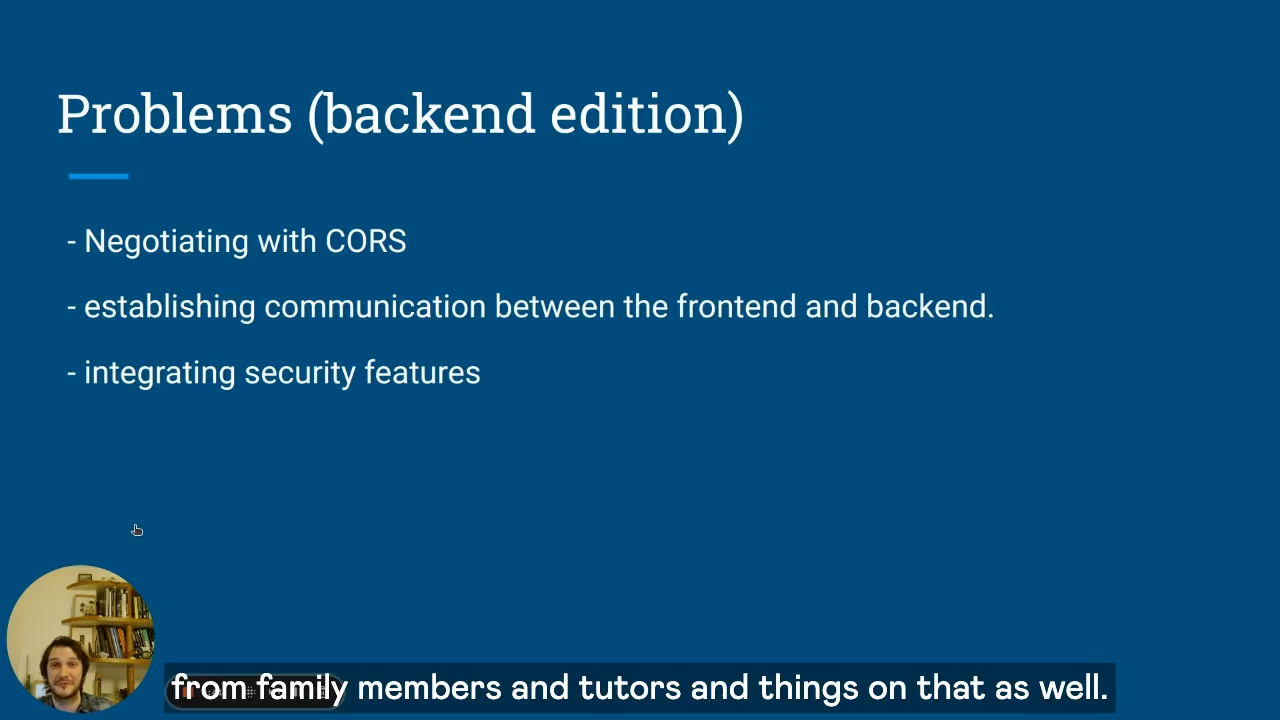 Problems (backend edition)
- Negotiating with CORS
- establishing communication between the frontend and backend.
- integrating security features
from family members and tutors and things on that as well.